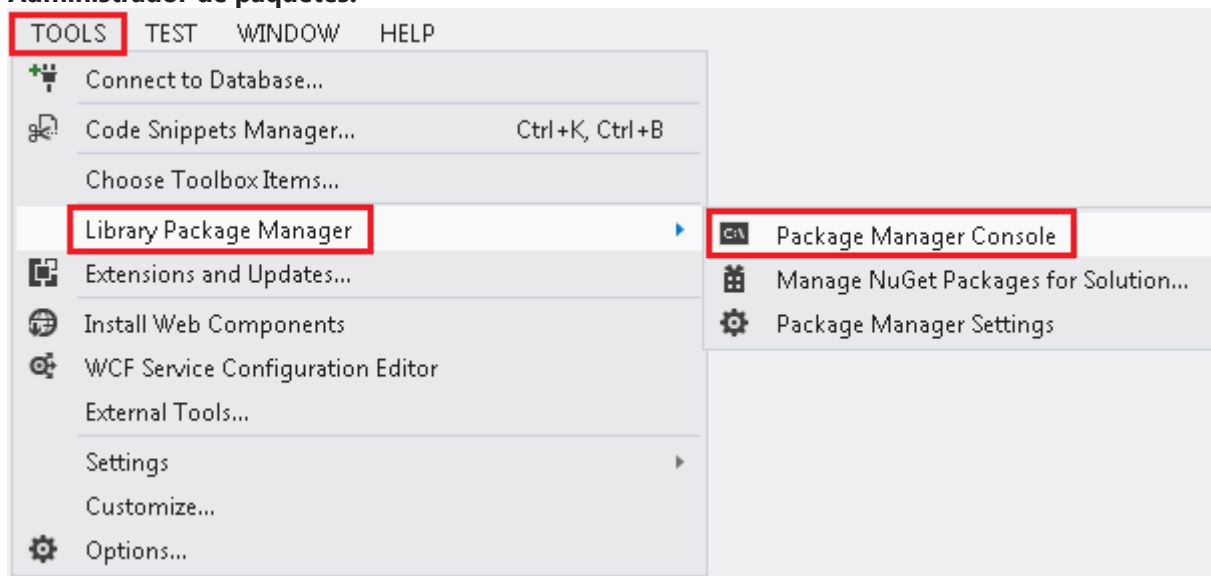 Administrador de paquetes.
TOOLS TEST WINDOW HELP
Connect to Database...
Code Snippets Manager... Ctrl+K, Ctrl+B
Choose Toolbox Items...
Library Package Manager
Extensions and Updates...
Install Web Components
WCF Service Configuration Editor
External Tools...
Settings
Customize...
Options...
C:\ Package Manager Console
Manage NuGet Packages for Solution...
Package Manager Settings